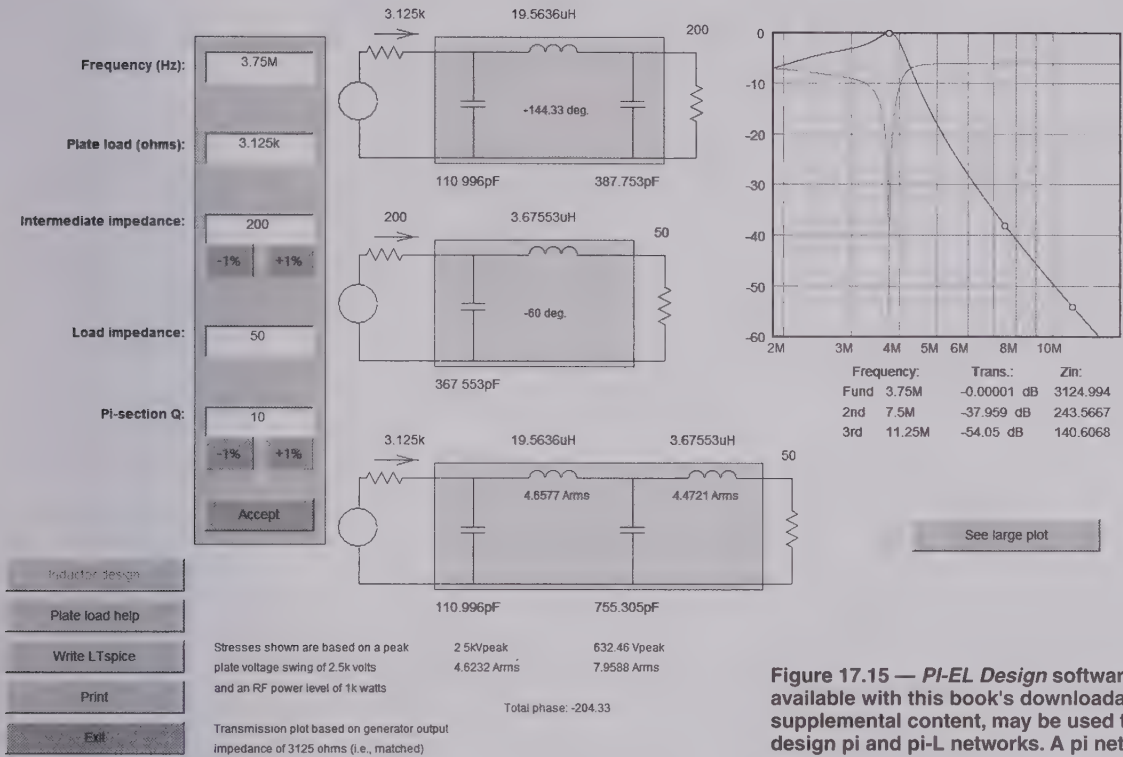 Frequency (Hz):
3.75M
Plate load (ohms):
3.125k
Intermediate impedance:
200
-1%
+1%
Load impedance:
50
Pi-section Q:
10
-1%
+1%
Accept
Inductor design
Plate load help
Write LTspice
Print
Exit
3.125k
19.5636uH
200
-144.33 deg.
110 996pF
387.753pF
200
3.67553uH
50
-60 deg.
367 553pF
3.125k
19.5636uH
3.67553uH
50
4.6577 Arms
4.4721 Arms
110.996pF
755.305pF
Stresses shown are based on a peak
plate voltage swing of 2.5k volts
and an RF power level of 1k watts
2.5kVpeak
632.46 Vpeak
4.6232 Arms
7.9588 Arms
Total phase: -204.33
Transmission plot based on generator output
impedance of 3125 ohms (i.e., matched)
0
-10
-20
-30
-40
-50
-60
2M
3M
4M
5M
6M
8M
10M
Frequency:
Trans.:
Zin:
Fund 3.75M -0.00001 dB 3124.994
2nd 7.5M -37.959 dB 243.5667
3rd 11.25M -54.05 dB 140.6068
See large plot
Figure 17.15 — PI-EL Design softwar
available with this book's downloada
supplemental content, may be used t
design pi and pi-L networks. A pi net